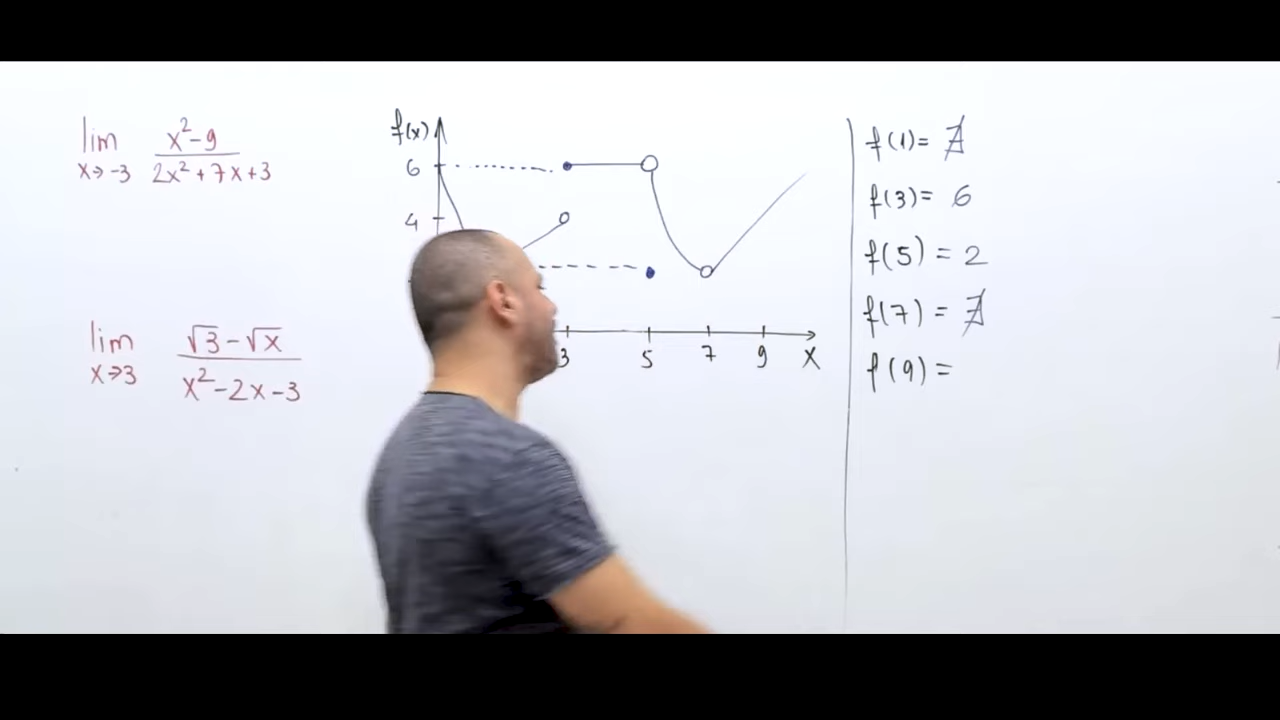 lim x→-3 x²-9 / 2x²+7x+3
lim x→3 √3-√x / x²-2x-3
f(x)
6
4
3 5 7 9 x
f(1)= ∄
f(3)= 6
f(5) = 2
f(7) = ∄
f(9) =